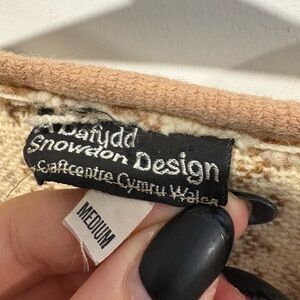 A Dafydd
Snowdon Design
Craftcentre Cymru Wales
MEDIUM